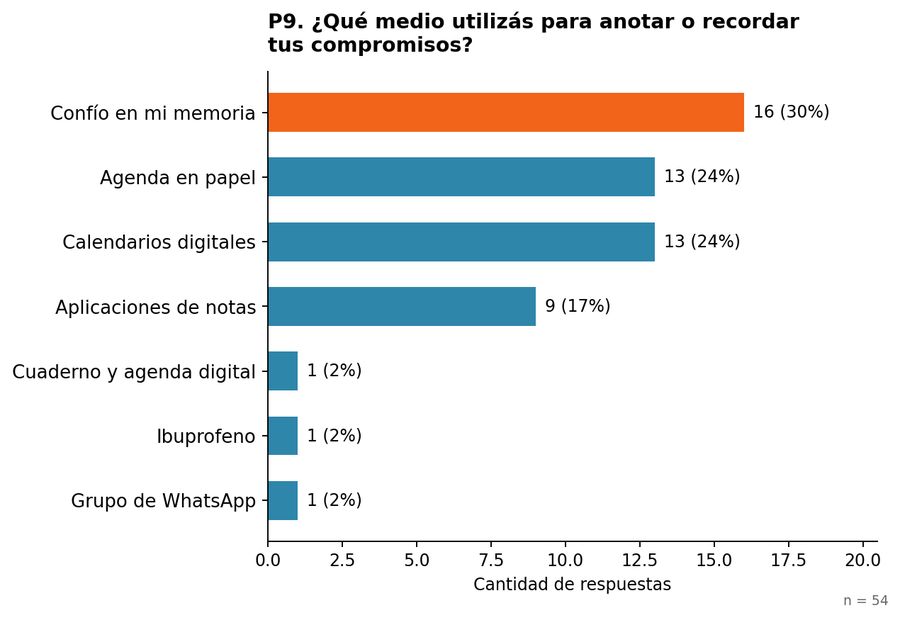 P9. ¿Qué medio utilizás para anotar o recordar
tus compromisos?
Confío en mi memoria
16 (30%)
Agenda en papel
13 (24%)
Calendarios digitales
13 (24%)
Aplicaciones de notas
9 (17%)
Cuaderno y agenda digital
1 (2%)
Ibuprofeno
1 (2%)
Grupo de WhatsApp
1 (2%)
0.0 2.5 5.0 7.5 10.0 12.5 15.0 17.5 20.0
Cantidad de respuestas
n = 54